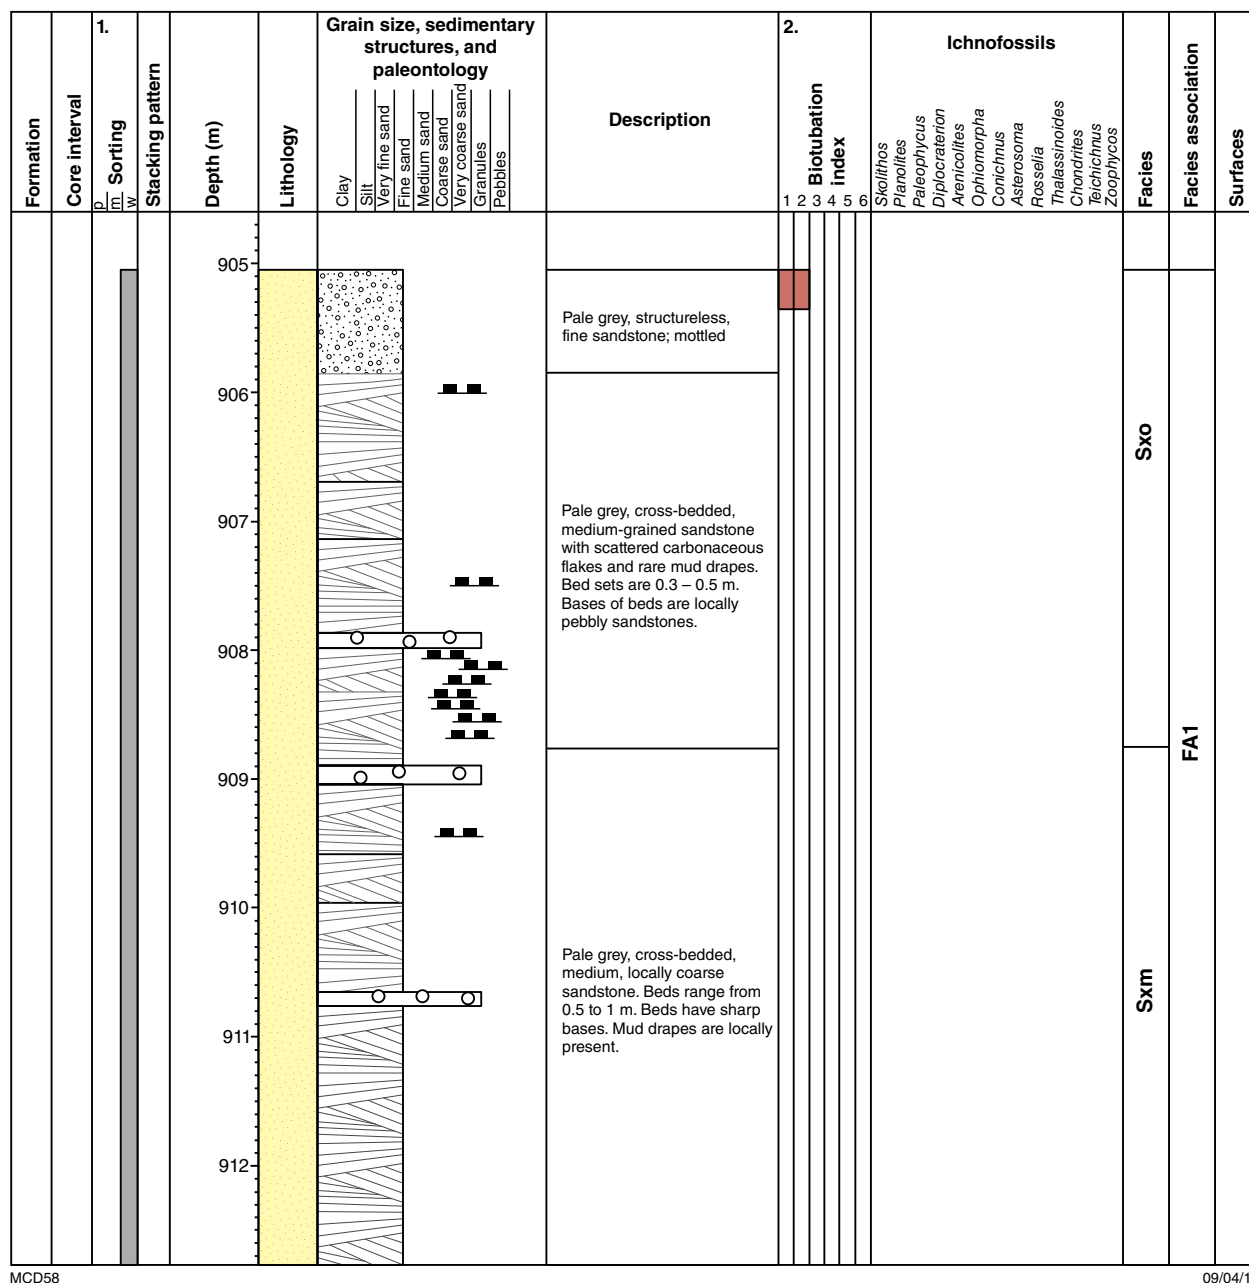 1.
Grain size, sedimentary
structures, and
paleontology
2.
Ichnofossils
Formation
Core interval
Sorting
p
m
w
Stacking pattern
Depth (m)
Lithology
Clay
Silt
Very fine sand
Fine sand
Medium sand
Coarse sand
Very coarse sand
Granules
Pebbles
Description
Biotubation
index
1 2 3 4 5 6
Skolithos
Planolites
Paleophycus
Diplocraterion
Arenicolites
Ophiomorpha
Conichnus
Asterosoma
Rosselia
Thalassinoides
Chondrites
Teichichnus
Zoophycos
Facies
Facies association
Surfaces
905
906
907
908
909
910
911
912
Pale grey, structureless,
fine sandstone; mottled
Pale grey, cross-bedded,
medium-grained sandstone
with scattered carbonaceous
flakes and rare mud drapes.
Bed sets are 0.3 – 0.5 m.
Bases of beds are locally
pebbly sandstones.
Pale grey, cross-bedded,
medium, locally coarse
sandstone. Beds range from
0.5 to 1 m. Beds have sharp
bases. Mud drapes are locally
present.
Sxo
Sxm
FA1
MCD58
09/04/1